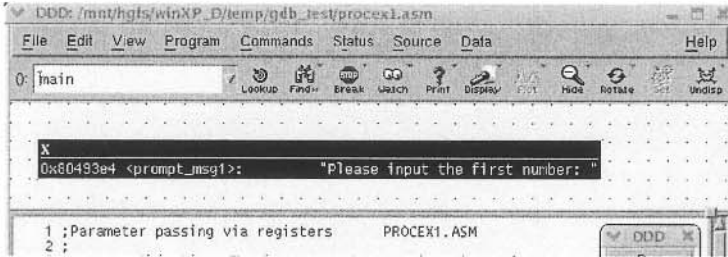 DDD: /mnt/hgfs/winXP_D/temp/gdb_test/procex1.asm
File Edit View Program Commands Status Source Data Help
0: main
Lookup Find>> Break Watch Print Display Plot Hide Rotate Set Undisp
X
0x80493e4 <prompt_msg1>: "Please input the first number: "
1 ;Parameter passing via registers PROCEX1.ASM
2 ;
DDD